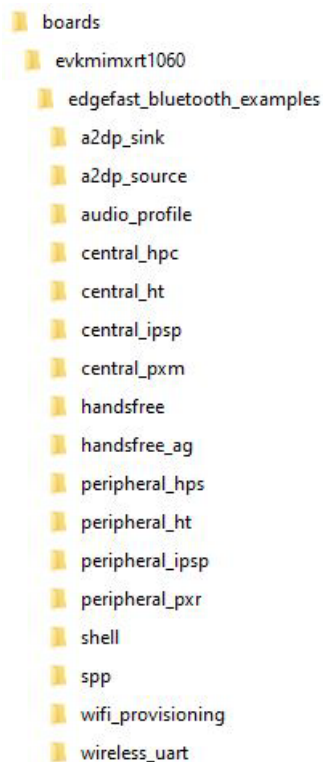 boards
evkmimxrt1060
edgefast_bluetooth_examples
a2dp_sink
a2dp_source
audio_profile
central_hpc
central_ht
central_ipsp
central_pxm
handsfree
handsfree_ag
peripheral_hps
peripheral_ht
peripheral_ipsp
peripheral_pxr
shell
spp
wifi_provisioning
wireless_uart